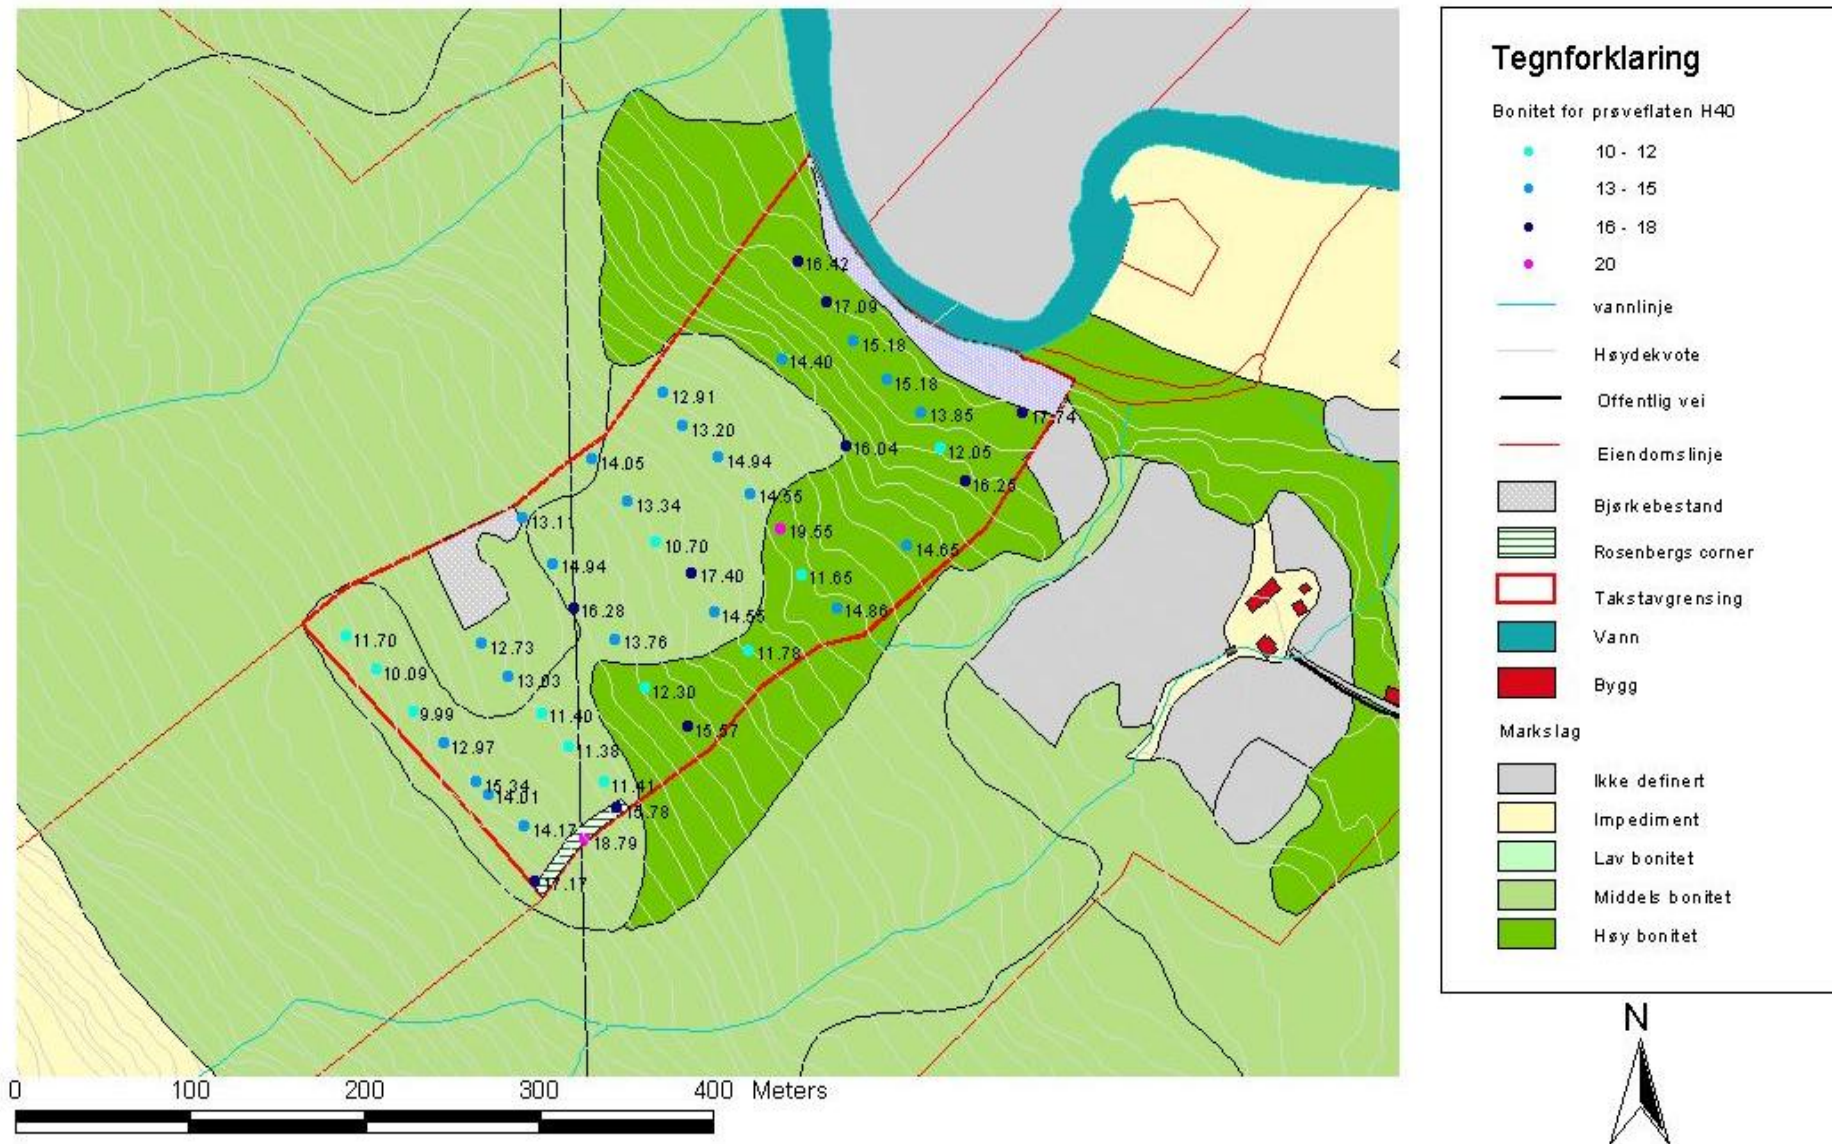 16.42
17.09
15.18
14.40
15.18
12.91
13.85
17.74
13.20
16.04
12.05
14.05
14.94
16.25
14.55
13.34
13.11
19.55
10.70
14.65
14.94
17.40
11.65
16.28
14.55
14.86
11.70
12.73
13.76
11.78
10.09
13.03
12.30
9.99
11.40
15.57
12.97
11.38
15.34
11.41
14.01
15.78
14.17
18.79
17.17
0 100 200 300 400 Meters
Tegnforklaring
Bonitet for prøveflaten H40
10 - 12
13 - 15
16 - 18
20
vannlinje
Høydekvote
Offentlig vei
Eiendomslinje
Bjørkebestand
Rosenbergs corner
Takstavgrensing
Vann
Bygg
Markslag
Ikke definert
Impediment
Lav bonitet
Middels bonitet
Høy bonitet
N